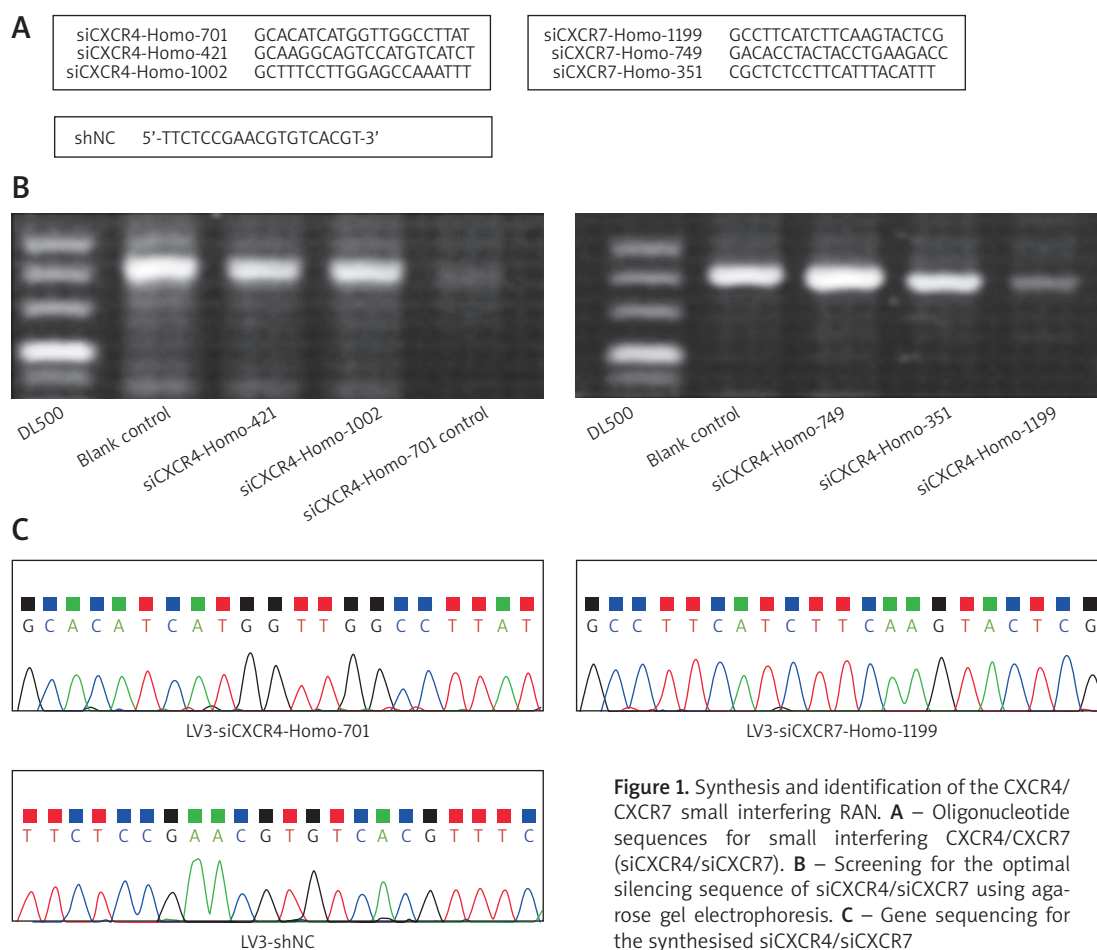 A
siCXCR4-Homo-701 GCACATCATGGTTGGCCTTAT
siCXCR4-Homo-421 GCAAGGCAGTCCATGTCATCT
siCXCR4-Homo-1002 GCTTTCCTTGGAGCCAAATTT
siCXCR7-Homo-1199 GCCTTCATCTTCAAGTACTCG
siCXCR7-Homo-749 GACACCTACTACCTGAAGACC
siCXCR7-Homo-351 CGCTCTCCTTCATTTACATTT
shNC 5’-TTCTCCGAACGTGTCACGT-3’
B
DL500
Blank control
siCXCR4-Homo-421
siCXCR4-Homo-1002
siCXCR4-Homo-701 control
DL500
Blank control
siCXCR4-Homo-749
siCXCR4-Homo-351
siCXCR4-Homo-1199
C
G C A C A T C A T G G T T G G C C T T A T
LV3-siCXCR4-Homo-701
G C C T T C A T C T T C A A G T A C T C G
LV3-siCXCR7-Homo-1199
T T C T C C G A A C G T G T C A C G T T T C
LV3-shNC
Figure 1. Synthesis and identification of the CXCR4/
CXCR7 small interfering RAN. A – Oligonucleotide
sequences for small interfering CXCR4/CXCR7
(siCXCR4/siCXCR7). B – Screening for the optimal
silencing sequence of siCXCR4/siCXCR7 using aga-
rose gel electrophoresis. C – Gene sequencing for
the synthesised siCXCR4/siCXCR7